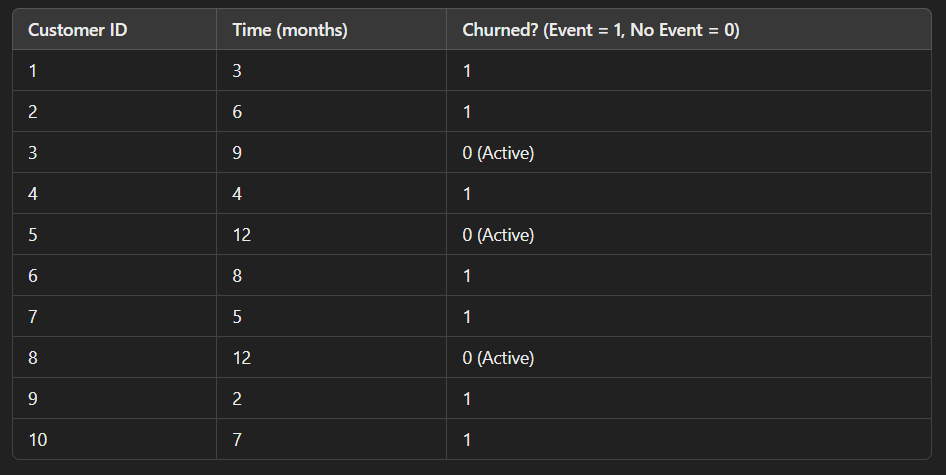 Customer ID Time (months) Churned? (Event = 1, No Event = 0)
1 3 1
2 6 1
3 9 0 (Active)
4 4 1
5 12 0 (Active)
6 8 1
7 5 1
8 12 0 (Active)
9 2 1
10 7 1